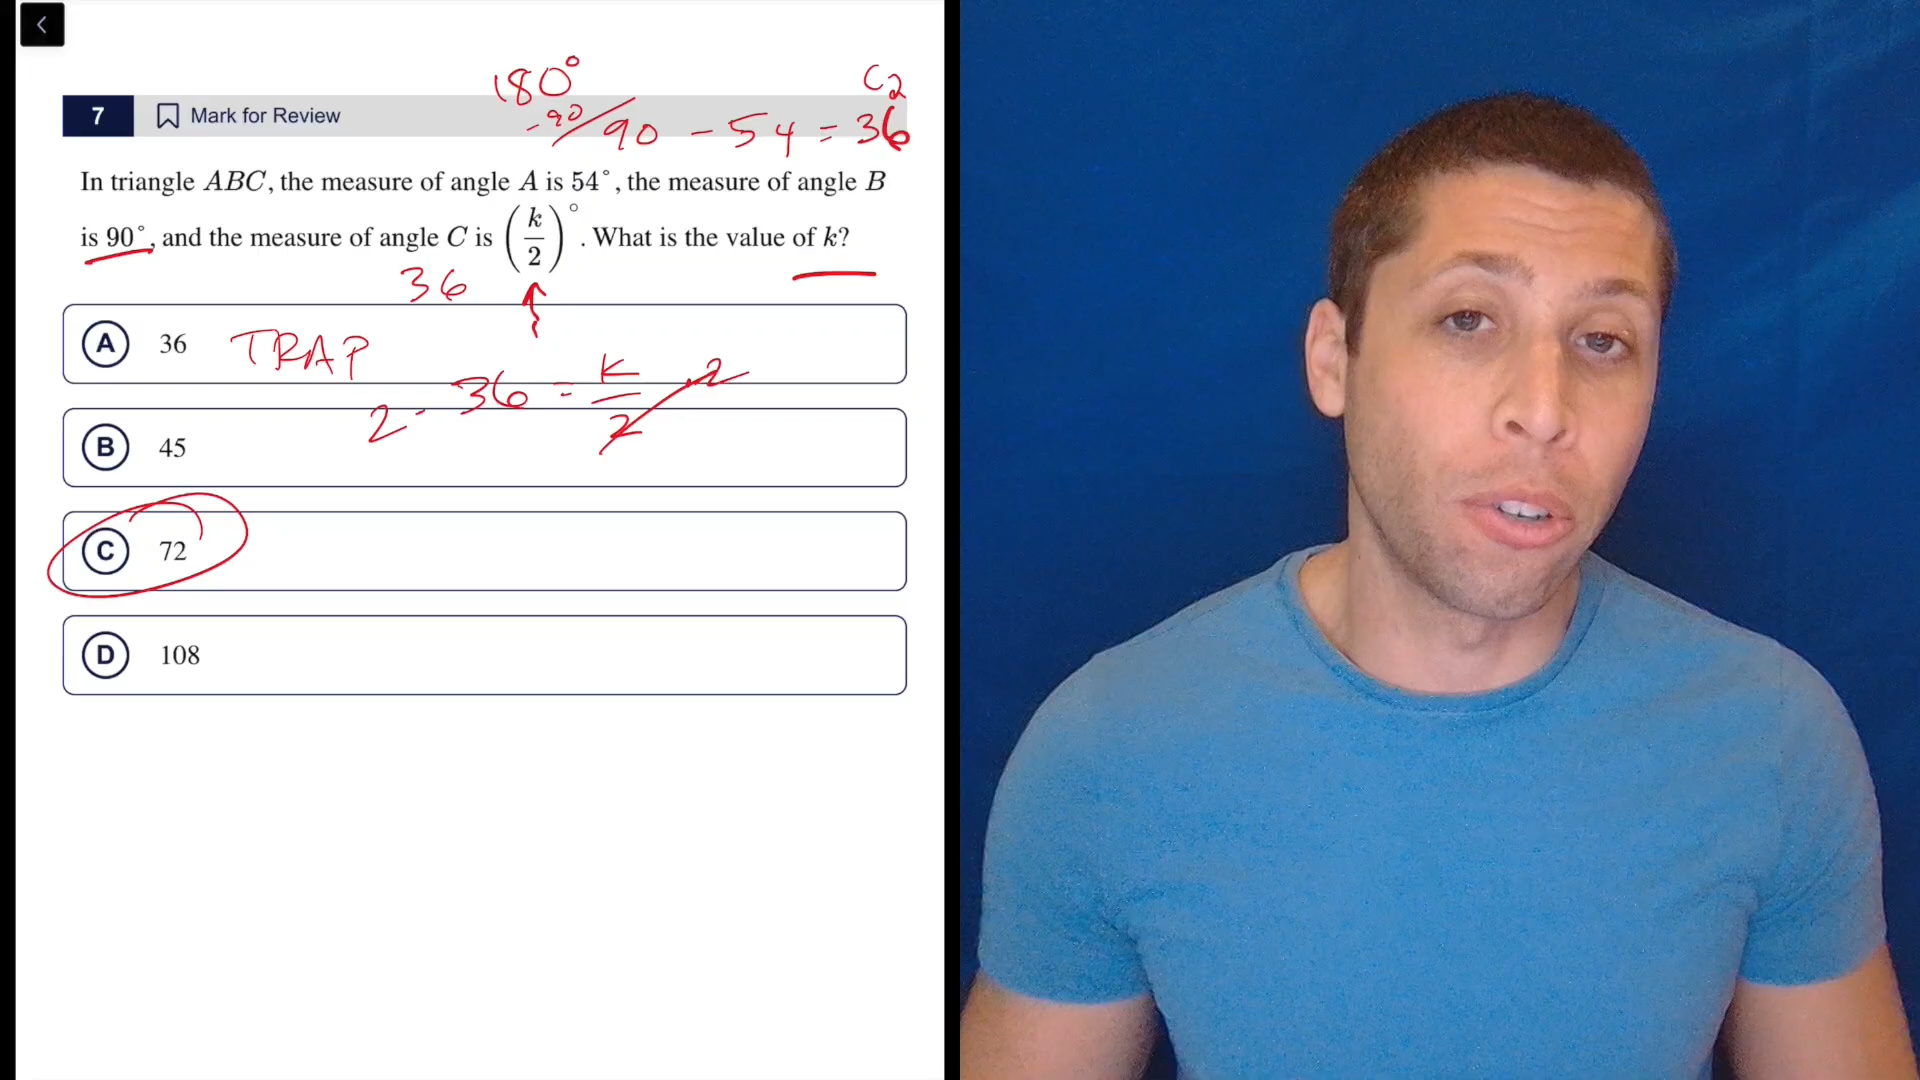 180°
C2
-90
90 - 54 = 36
7 Mark for Review
In triangle ABC, the measure of angle A is 54°, the measure of angle B
is 90°, and the measure of angle C is (k/2)°. What is the value of k?
36
A 36 TRAP
2 · 36 = K/2 · 2
B 45
C 72
D 108